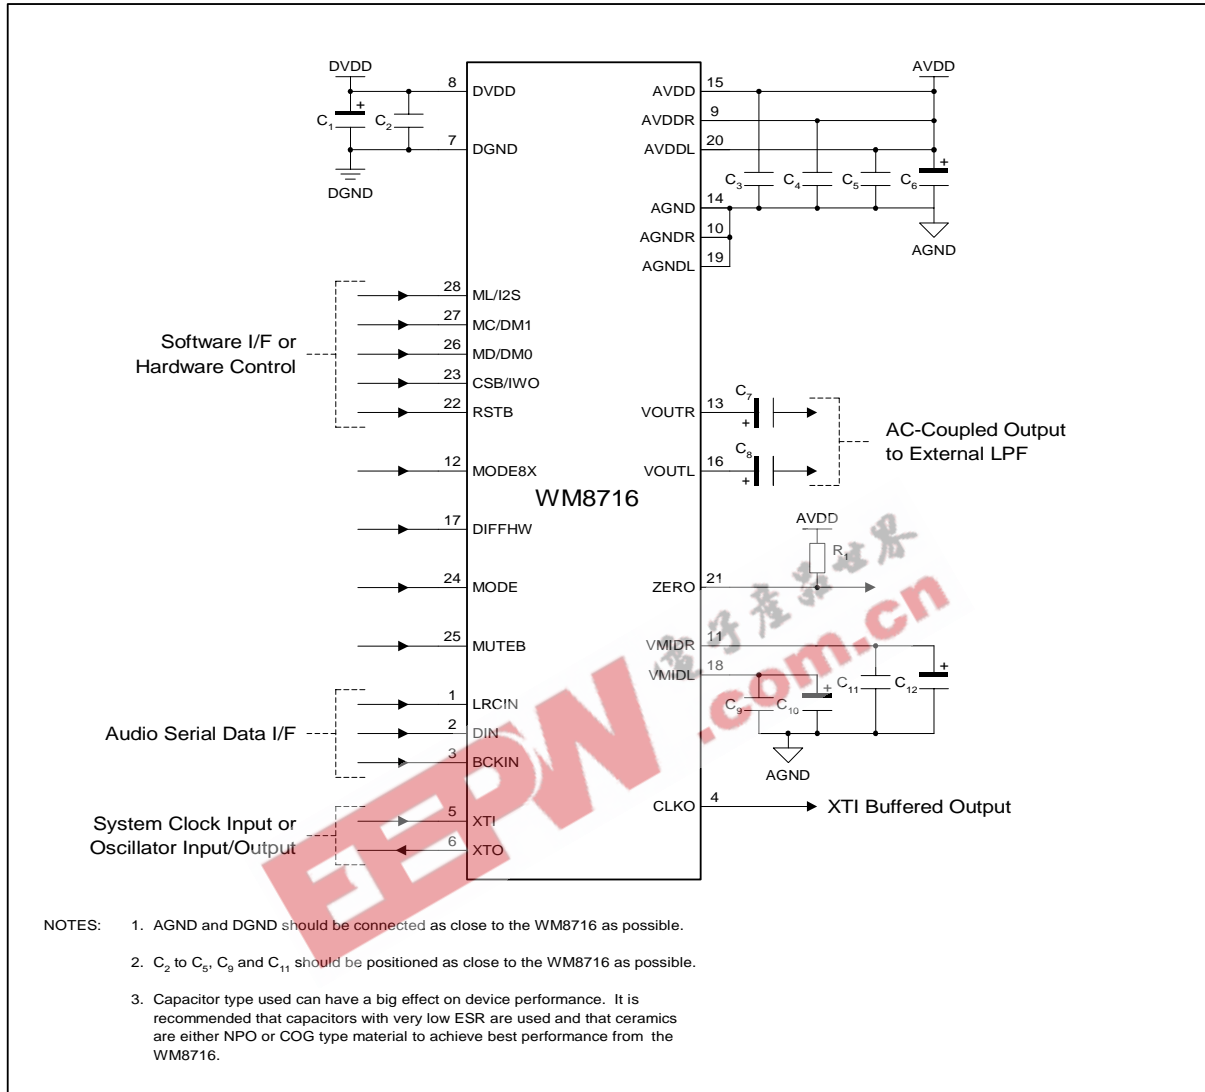 DVDD
8
DVDD
C1
+
C2
7
DGND
DGND
AVDD
15
AVDD
AVDDR
9
AVDDL
20
C3
C4
C5
C6
+
AGND
14
AGNDR
10
AGNDL
19
AGND
Software I/F or
Hardware Control
28
ML/I2S
27
MC/DM1
26
MD/DM0
23
CSB/IWO
22
RSTB
VOUTR
13
C7
+
VOUTL
16
C8
+
AC-Coupled Output
to External LPF
12
MODE8X
WM8716
17
DIFFHW
24
MODE
25
MUTEB
AVDD
R1
ZERO
21
VMIDR
11
VMIDL
18
C9
C10
+
C11
C12
+
AGND
Audio Serial Data I/F
1
LRCIN
2
DIN
3
BCKIN
System Clock Input or
Oscillator Input/Output
5
XTI
6
XTO
CLKO
4
XTI Buffered Output
EEPW.com.cn
電子產品世界
NOTES:
1. AGND and DGND should be connected as close to the WM8716 as possible.
2. C2 to C5, C9 and C11 should be positioned as close to the WM8716 as possible.
3. Capacitor type used can have a big effect on device performance. It is
recommended that capacitors with very low ESR are used and that ceramics
are either NPO or COG type material to achieve best performance from the
WM8716.